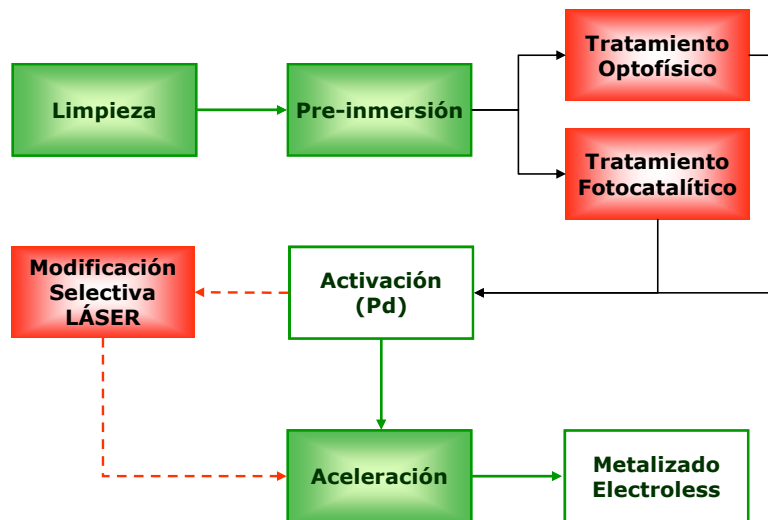 Tratamiento
Optofísico
Limpieza
Pre-inmersión
Tratamiento
Fotocatalítico
Modificación
Selectiva
LÁSER
Activación
(Pd)
Aceleración
Metalizado
Electroless